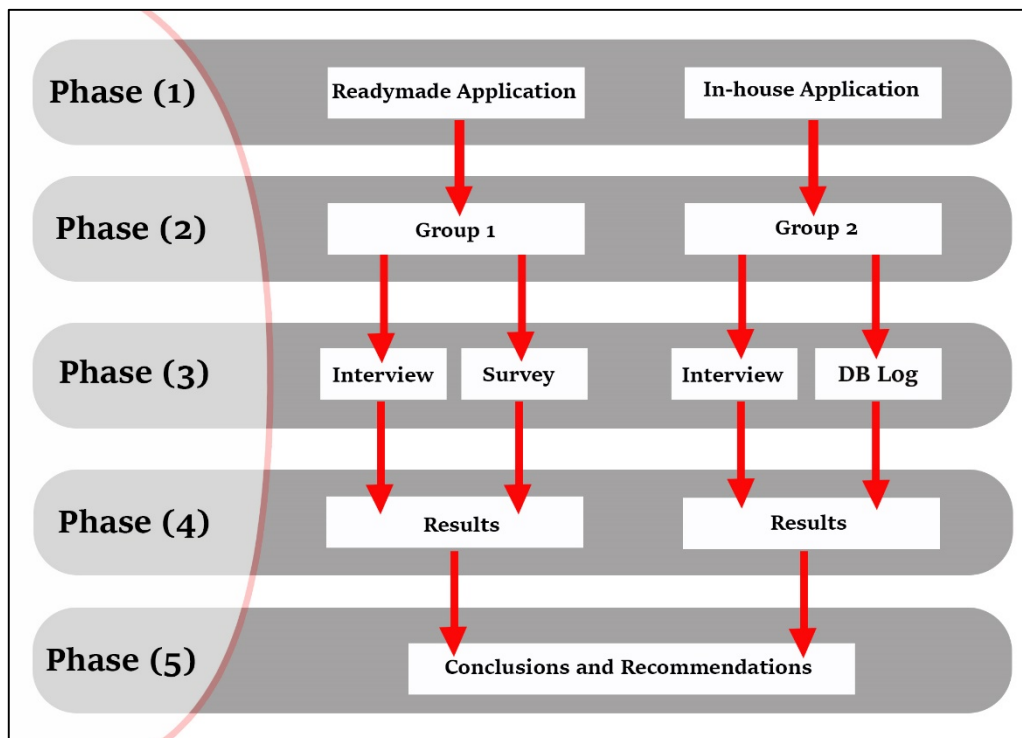 Phase (1)
Readymade Application
In-house Application
Phase (2)
Group 1
Group 2
Phase (3)
Interview
Survey
Interview
DB Log
Phase (4)
Results
Results
Phase (5)
Conclusions and Recommendations